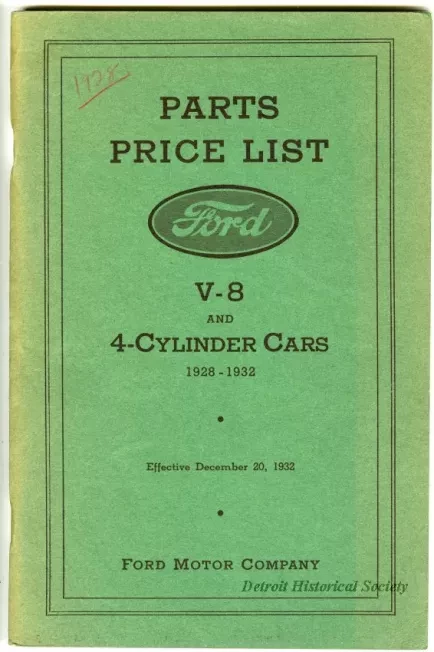 1928
PARTS
PRICE LIST
Ford
V-8
AND
4-CYLINDER CARS
1928-1932
Effective December 20, 1932
FORD MOTOR COMPANY
Detroit Historical Society